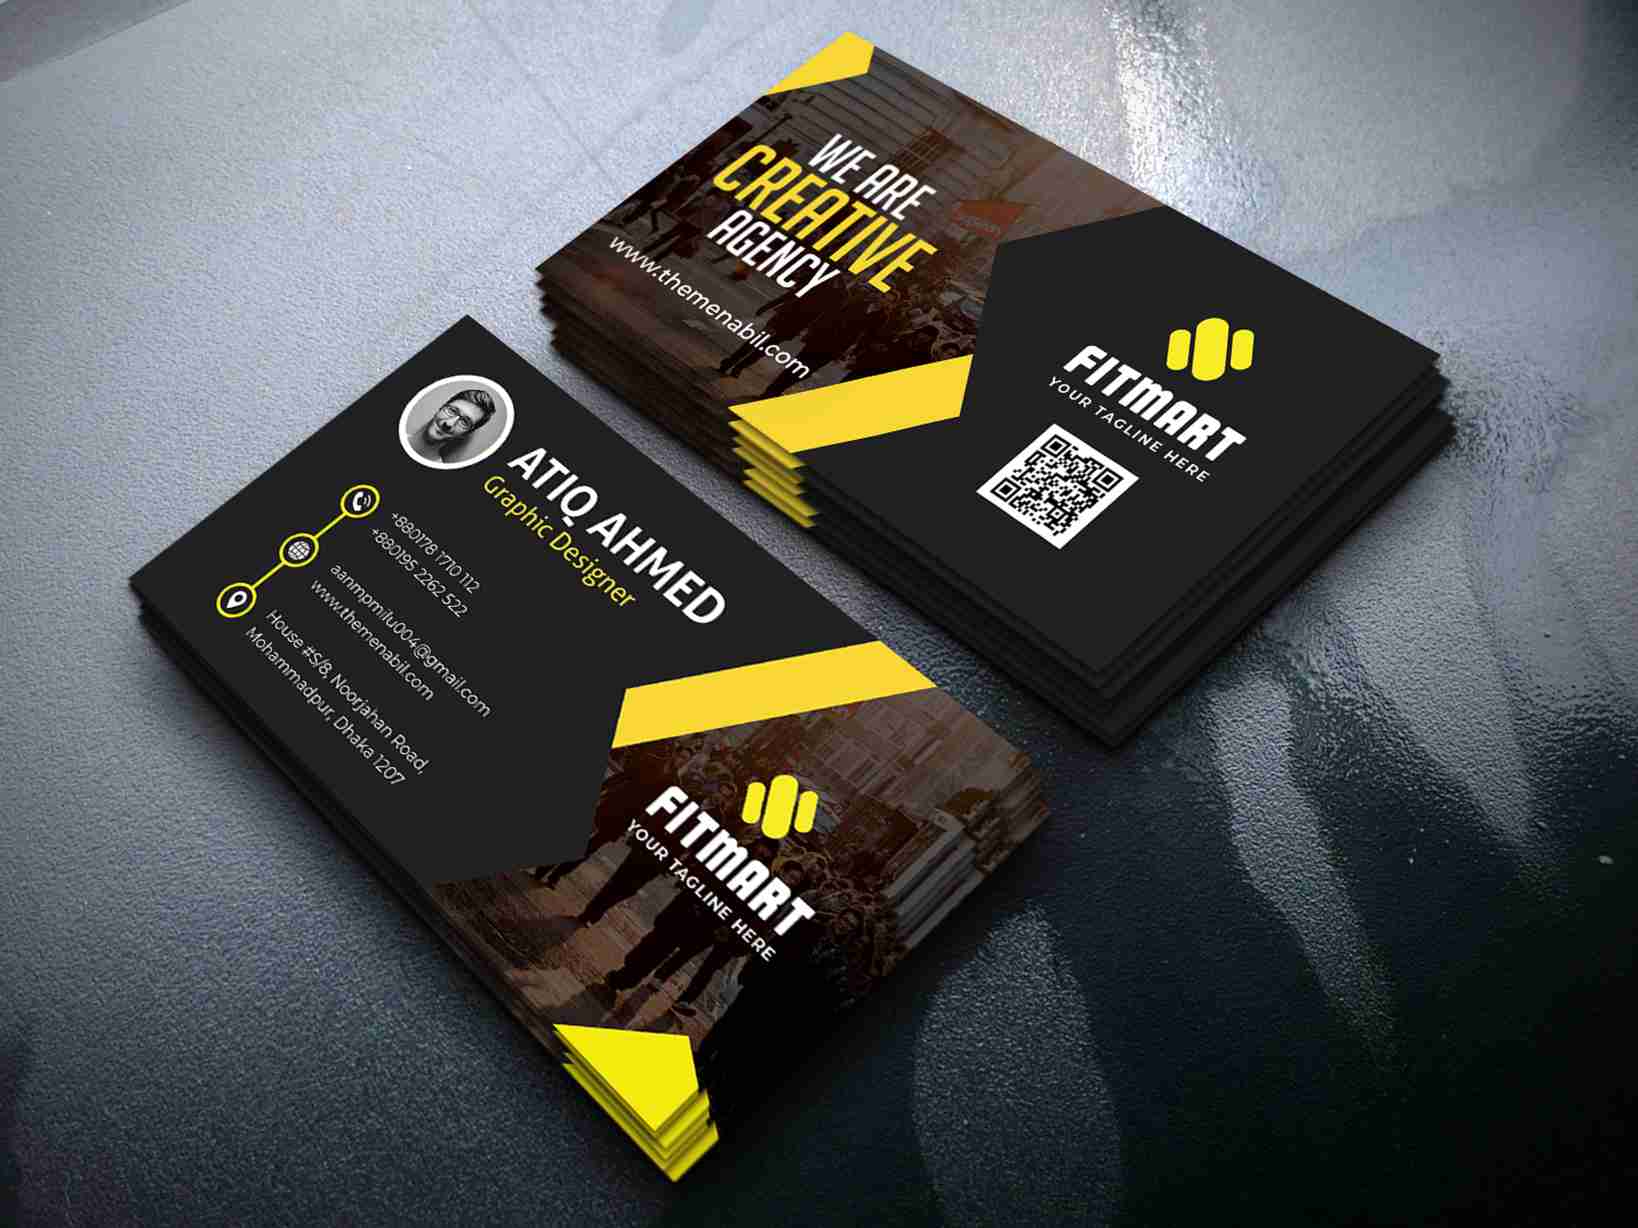 WE ARE
CREATIVE
AGENCY
www.themenabil.com
FITMART
YOUR TAGLINE HERE
ATIQ AHMED
Graphic Designer
+880178 1710 112
+880195 2262 522
aanmpmilu004@gmail.com
www.themenabil.com
House #S/8, Noorjahan Road,
Mohammadpur, Dhaka 1207
FITMART
YOUR TAGLINE HERE